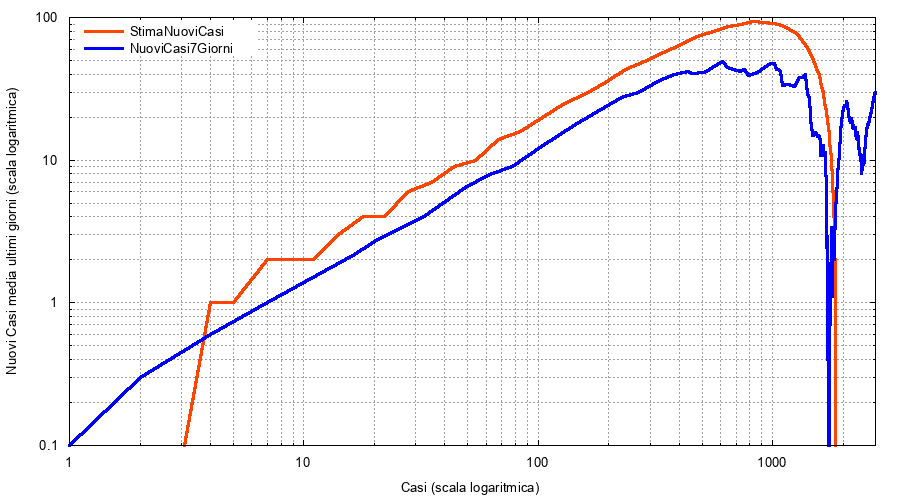 100
StimaNuoviCasi
NuoviCasi7Giorni
10
1
0.1
Nuovi Casi media ultimi giorni (scala logaritmica)
1 10 100 1000
Casi (scala logaritmica)